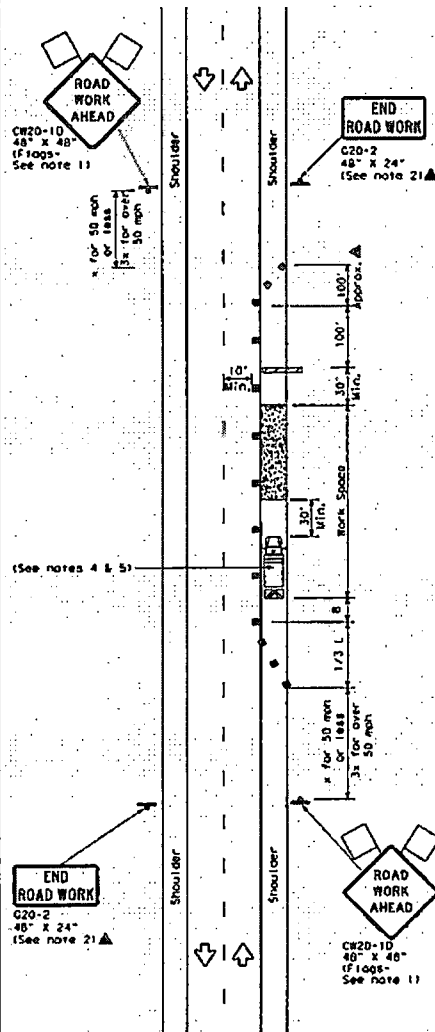 ROAD
WORK
AHEAD
CW20-1D
48" X 48"
(Flags-
See note 1)
END
ROAD WORK
G20-2
48" X 24"
(See note 2)▲
Shoulder
Shoulder
x for 50 mph
or less
3x for over
50 mph
100'
Approx.
100'
10'
Min.
30'
Min.
Work Space
30'
Min.
(See notes 4 & 5)
B
1/3 L
x for 50 mph
or less
3x for over
50 mph
END
ROAD WORK
G20-2
48" X 24"
(See note 2)▲
Shoulder
Shoulder
ROAD
WORK
AHEAD
CW20-1D
48" X 48"
(Flags-
See note 1)